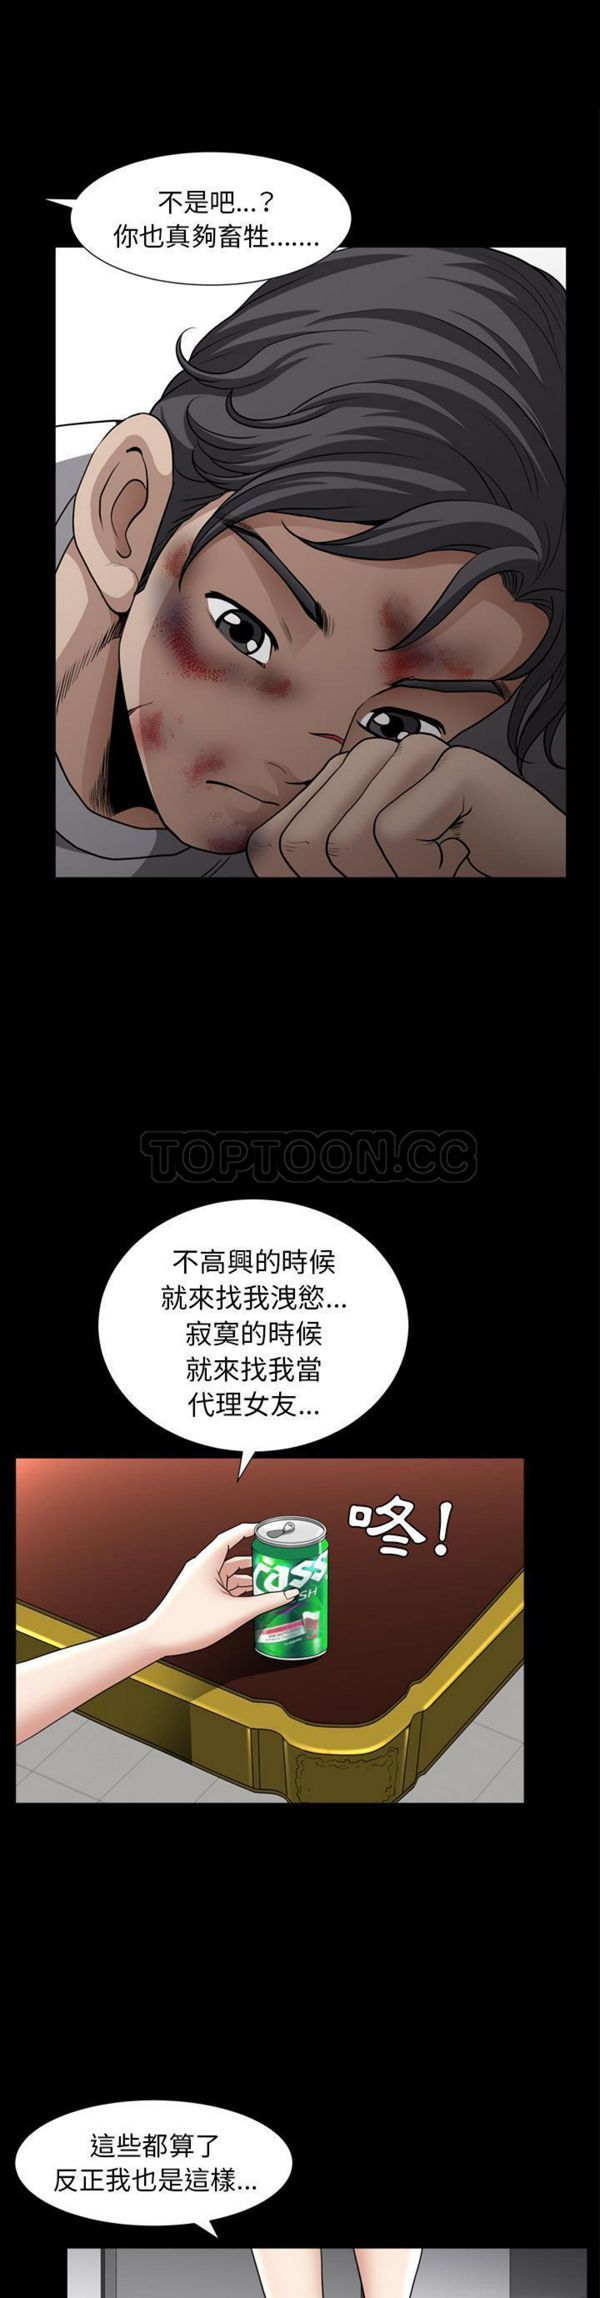 不是吧...?
你也真夠畜牲.......
TOPTOON.CC
不高興的時候
就來找我洩慾...
寂寞的時候
就來找我當
代理女友...
咚!
Cass
FRESH
這些都算了
反正我也是這樣...